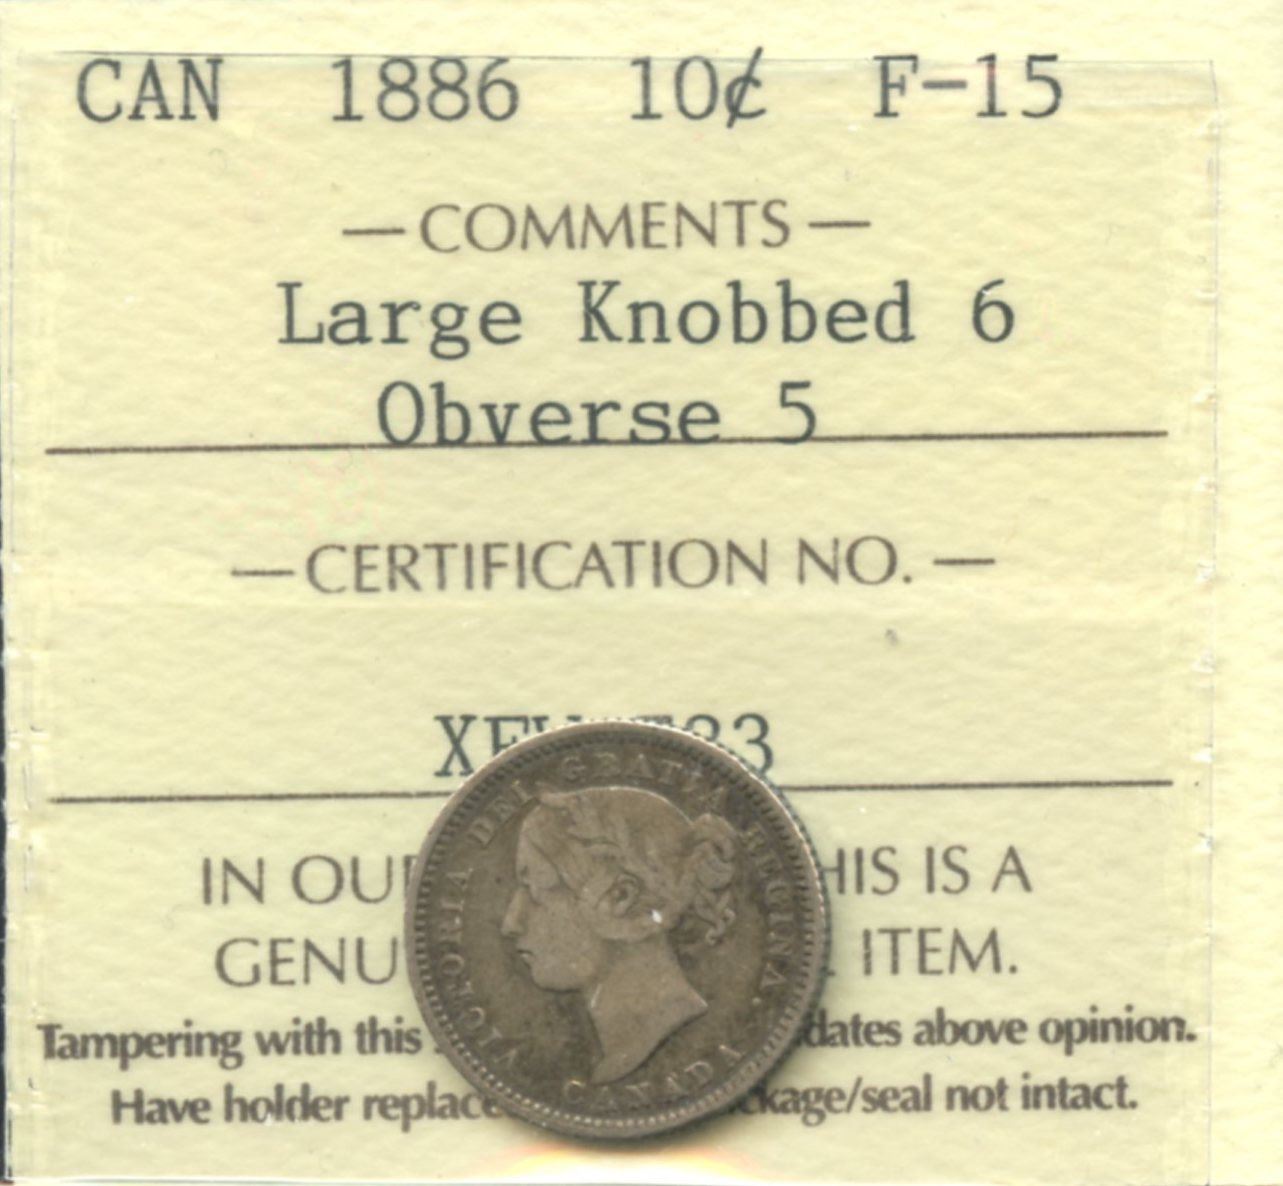 CAN 1886 10¢ F-15
— COMMENTS —
Large Knobbed 6
Obverse 5
— CERTIFICATION NO. —
IN OU HIS IS A
GENU ITEM.
Tampering with this dates above opinion.
Have holder replace ckage/seal not intact.
VICTORIA DEI GRATIA REGINA.
CANADA